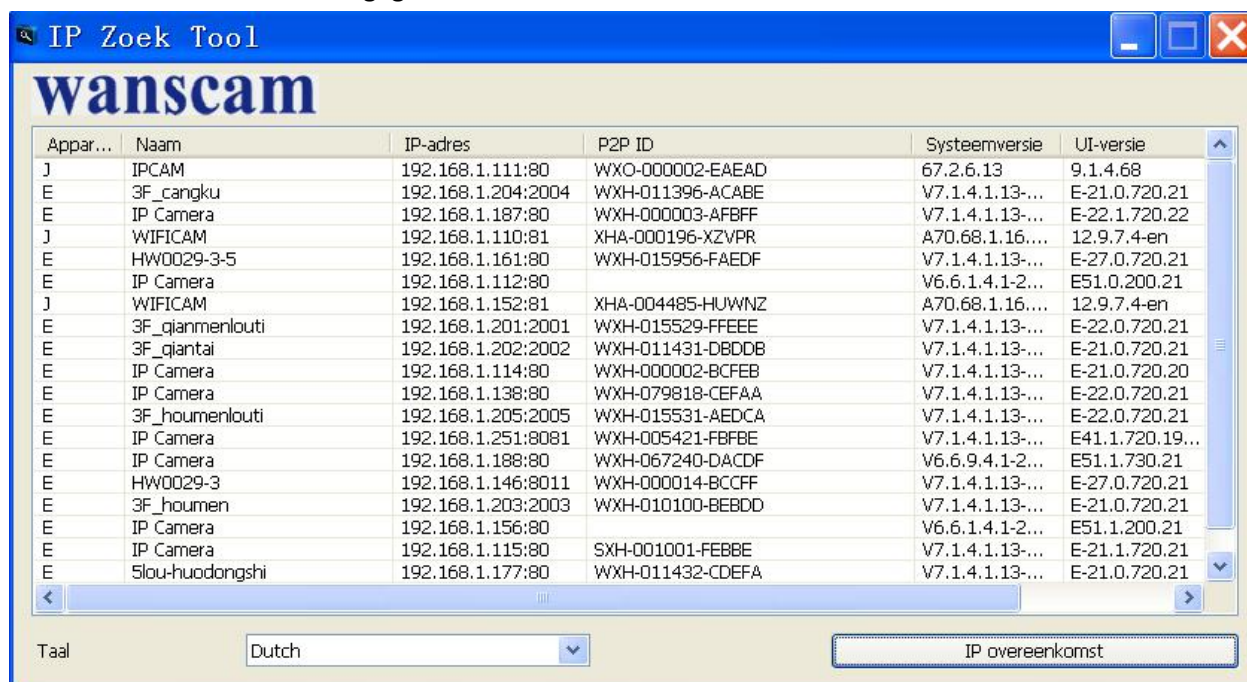 IP Zoek Tool
wanscam
Appar... Naam IP-adres P2P ID Systeemversie UI-versie
J IPCAM 192.168.1.111:80 WXO-000002-EAEAD 67.2.6.13 9.1.4.68
E 3F_cangku 192.168.1.204:2004 WXH-011396-ACABE V7.1.4.1.13-... E-21.0.720.21
E IP Camera 192.168.1.187:80 WXH-000003-AFBFF V7.1.4.1.13-... E-22.1.720.22
J WIFICAM 192.168.1.110:81 XHA-000196-XZVPR A70.68.1.16.... 12.9.7.4-en
E HW0029-3-5 192.168.1.161:80 WXH-015956-FAEDF V7.1.4.1.13-... E-27.0.720.21
E IP Camera 192.168.1.112:80 V6.6.1.4.1-2... E51.0.200.21
J WIFICAM 192.168.1.152:81 XHA-004485-HUWNZ A70.68.1.16.... 12.9.7.4-en
E 3F_qianmenlouti 192.168.1.201:2001 WXH-015529-FFEEE V7.1.4.1.13-... E-22.0.720.21
E 3F_qiantai 192.168.1.202:2002 WXH-011431-DBDDB V7.1.4.1.13-... E-21.0.720.21
E IP Camera 192.168.1.114:80 WXH-000002-BCFEB V7.1.4.1.13-... E-21.0.720.20
E IP Camera 192.168.1.138:80 WXH-079818-CEFAA V7.1.4.1.13-... E-22.0.720.21
E 3F_houmenlouti 192.168.1.205:2005 WXH-015531-AEDCA V7.1.4.1.13-... E-22.0.720.21
E IP Camera 192.168.1.251:8081 WXH-005421-FBFBE V7.1.4.1.13-... E41.1.720.19...
E IP Camera 192.168.1.188:80 WXH-067240-DACDF V6.6.9.4.1-2... E51.1.730.21
E HW0029-3 192.168.1.146:8011 WXH-000014-BCCFF V7.1.4.1.13-... E-27.0.720.21
E 3F_houmen 192.168.1.203:2003 WXH-010100-BEBDD V7.1.4.1.13-... E-21.0.720.21
E IP Camera 192.168.1.156:80 V6.6.1.4.1-2... E51.1.200.21
E IP Camera 192.168.1.115:80 SXH-001001-FEBBE V7.1.4.1.13-... E-21.1.720.21
E 5lou-huodongshi 192.168.1.177:80 WXH-011432-CDEFA V7.1.4.1.13-... E-21.0.720.21
Taal Dutch IP overeenkomst